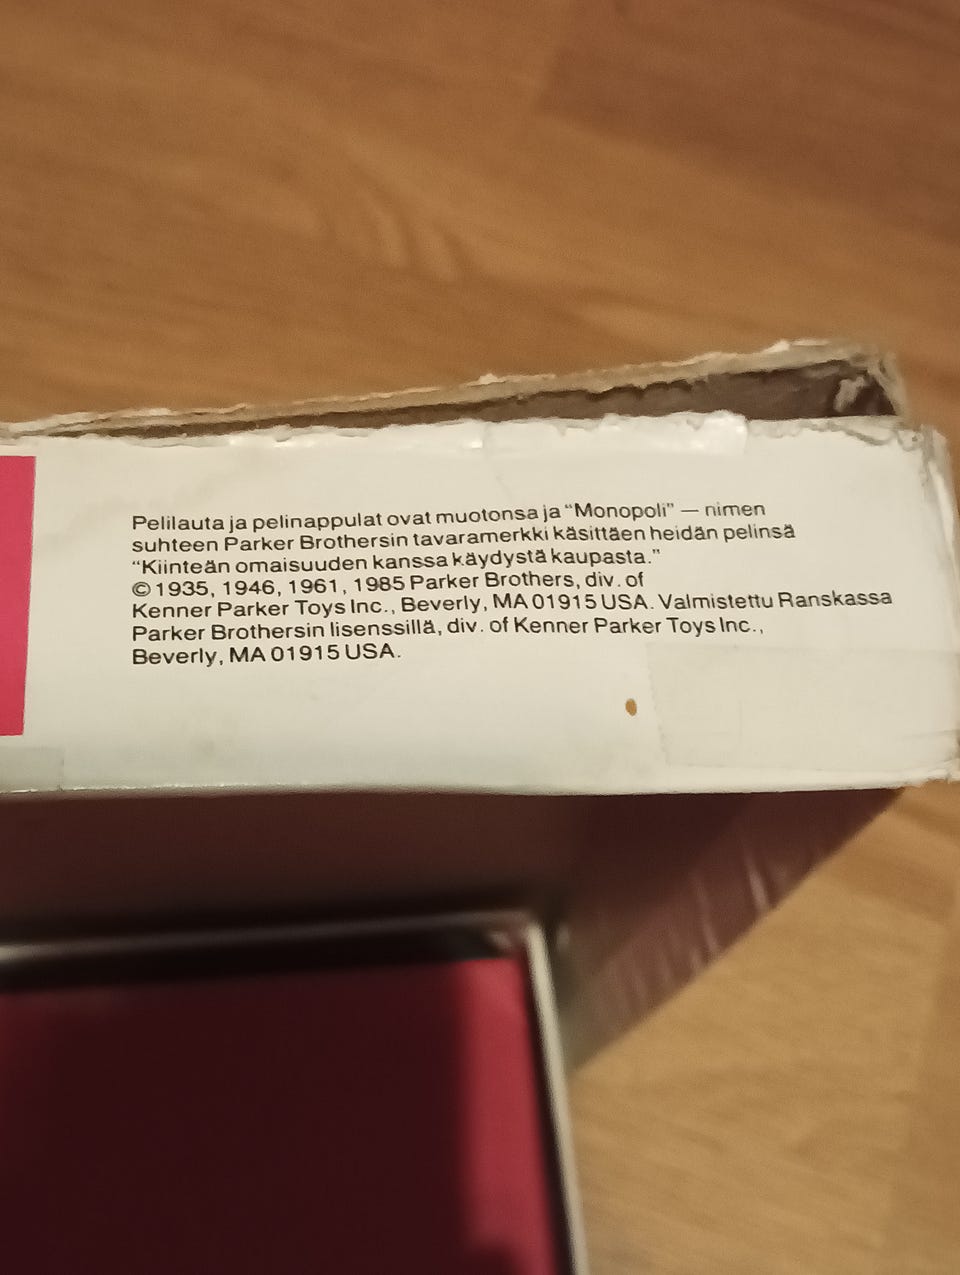 Pelilauta ja pelinappulat ovat muotonsa ja “Monopoli” — nimen
suhteen Parker Brothersin tavaramerkki käsittäen heidän pelinsä
“Kiinteän omaisuuden kanssa käydystä kaupasta.”
© 1935, 1946, 1961, 1985 Parker Brothers, div. of
Kenner Parker Toys Inc., Beverly, MA 01915 USA. Valmistettu Ranskassa
Parker Brothersin lisenssillä, div. of Kenner Parker Toys Inc.,
Beverly, MA 01915 USA.